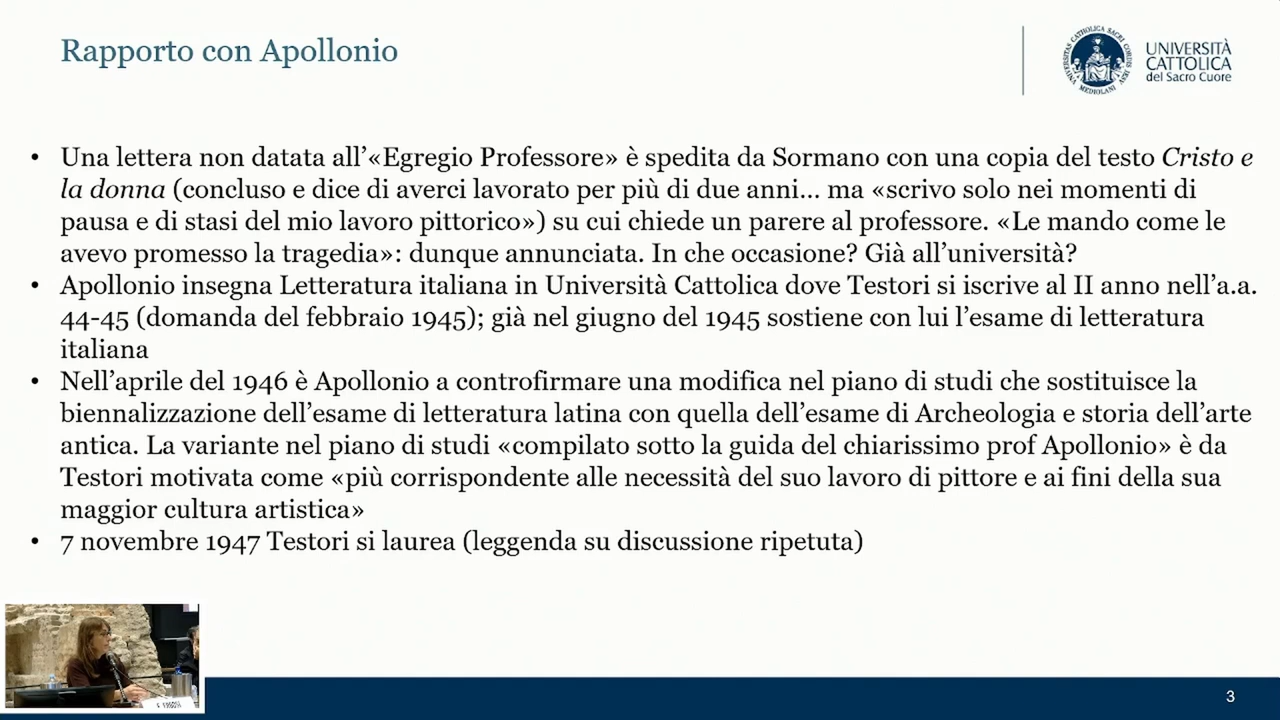 Rapporto con Apollonio
UNIVERSITÀ
CATTOLICA
del Sacro Cuore
• Una lettera non datata all’«Egregio Professore» è spedita da Sormano con una copia del testo Cristo e
la donna (concluso e dice di averci lavorato per più di due anni... ma «scrivo solo nei momenti di
pausa e di stasi del mio lavoro pittorico») su cui chiede un parere al professore. «Le mando come le
avevo promesso la tragedia»: dunque annunciata. In che occasione? Già all’università?
• Apollonio insegna Letteratura italiana in Università Cattolica dove Testori si iscrive al II anno nell’a.a.
44-45 (domanda del febbraio 1945); già nel giugno del 1945 sostiene con lui l’esame di letteratura
italiana
• Nell’aprile del 1946 è Apollonio a controfirmare una modifica nel piano di studi che sostituisce la
biennalizzazione dell’esame di letteratura latina con quella dell’esame di Archeologia e storia dell’arte
antica. La variante nel piano di studi «compilato sotto la guida del chiarissimo prof Apollonio» è da
Testori motivata come «più corrispondente alle necessità del suo lavoro di pittore e ai fini della sua
maggior cultura artistica»
• 7 novembre 1947 Testori si laurea (leggenda su discussione ripetuta)
3